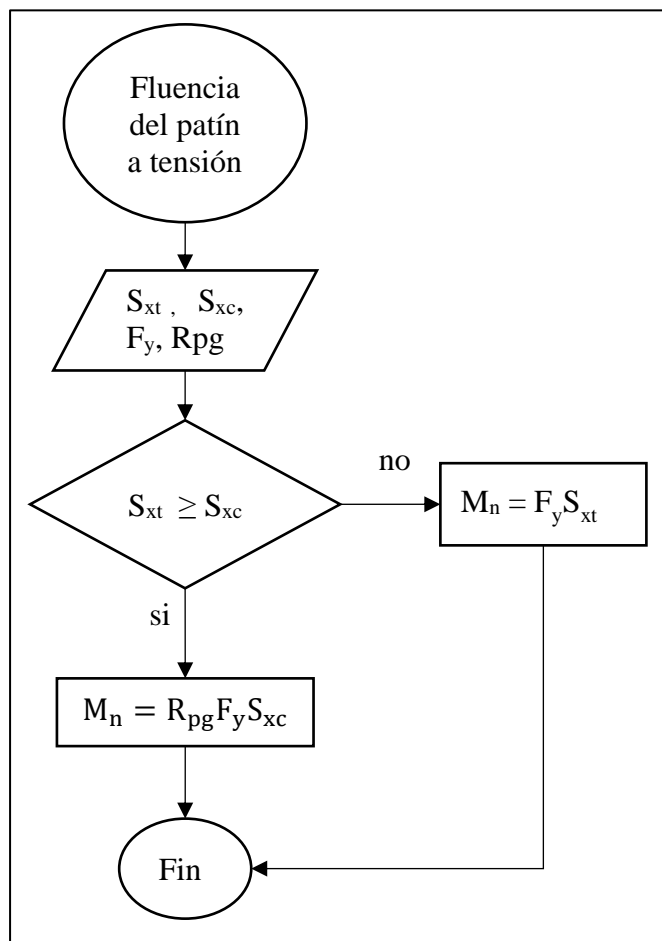 Fluencia
del patín
a tensión
Sxt , Sxc,
Fy, Rpg
Sxt ≥ Sxc
no
Mn = FySxt
si
Mn = RpgFySxc
Fin